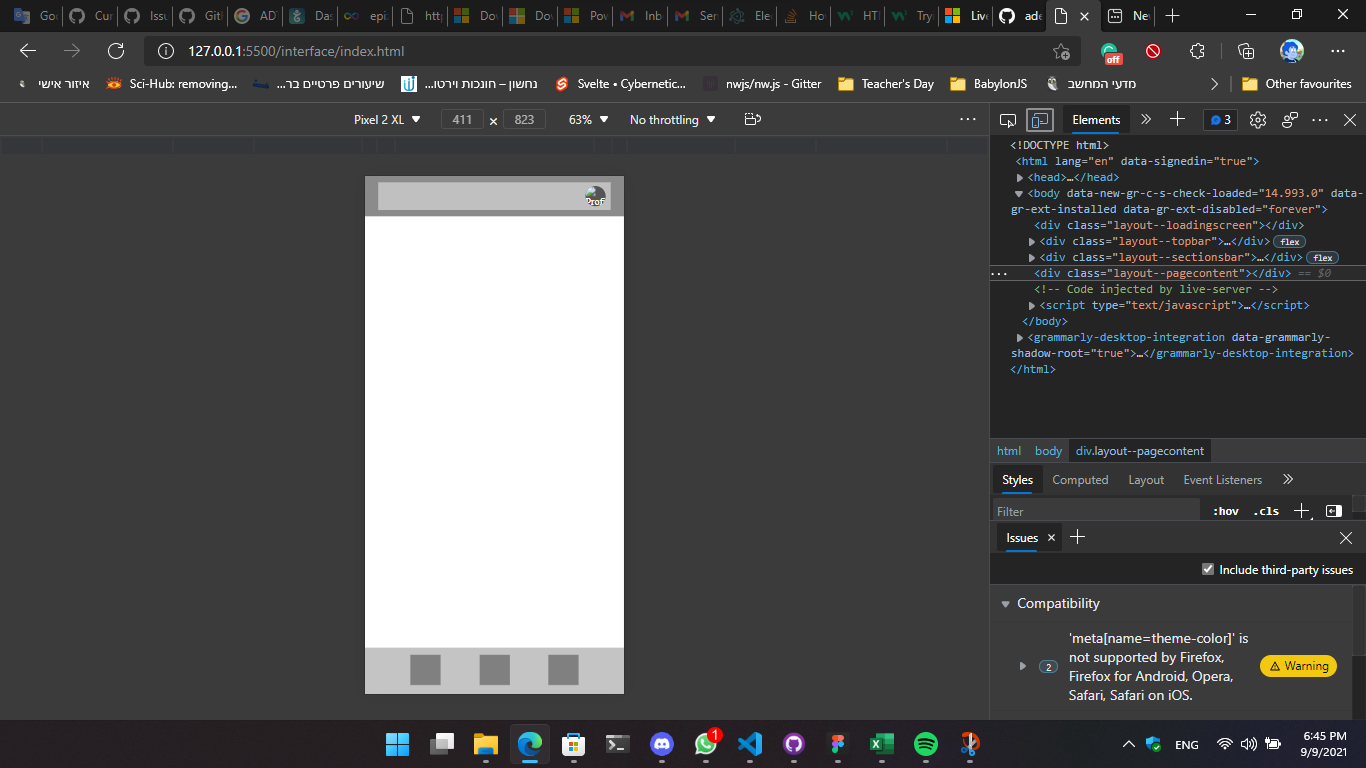 Goo
Cur
Issu
Gitl
AD
Das
epi
http
Dov
Dov
Pow
Inb
Ser
Ele
Ho
HTI
Try
Live
ade
Ne
127.0.0.1:5500/interface/index.html
off
איזור אישי
Sci-Hub: removing...
שיעורים פרטיים בר...
נחשון – חונכות וירטו...
Svelte • Cybernetic...
nwjs/nw.js - Gitter
Teacher's Day
BabylonJS
מדעי המחשב
Other favourites
Pixel 2 XL
411 × 823
63%
No throttling
Elements
3
<!DOCTYPE html>
<html lang="en" data-signedin="true">
<head>…</head>
<body data-new-gr-c-s-check-loaded="14.993.0" data-
gr-ext-installed data-gr-ext-disabled="forever">
<div class="layout--loadingscreen"></div>
<div class="layout--topbar">…</div> flex
<div class="layout--sectionsbar">…</div> flex
<div class="layout--pagecontent"></div> == $0
<!-- Code injected by live-server -->
<script type="text/javascript">…</script>
</body>
<grammarly-desktop-integration data-grammarly-
shadow-root="true">…</grammarly-desktop-integration>
</html>
Prof
html
body
div.layout--pagecontent
Styles
Computed
Layout
Event Listeners
Filter
:hov
.cls
Issues
Include third-party issues
Compatibility
'meta[name=theme-color]' is
not supported by Firefox,
Firefox for Android, Opera,
Safari, Safari on iOS.
2
Warning
1
ENG
6:45 PM
9/9/2021